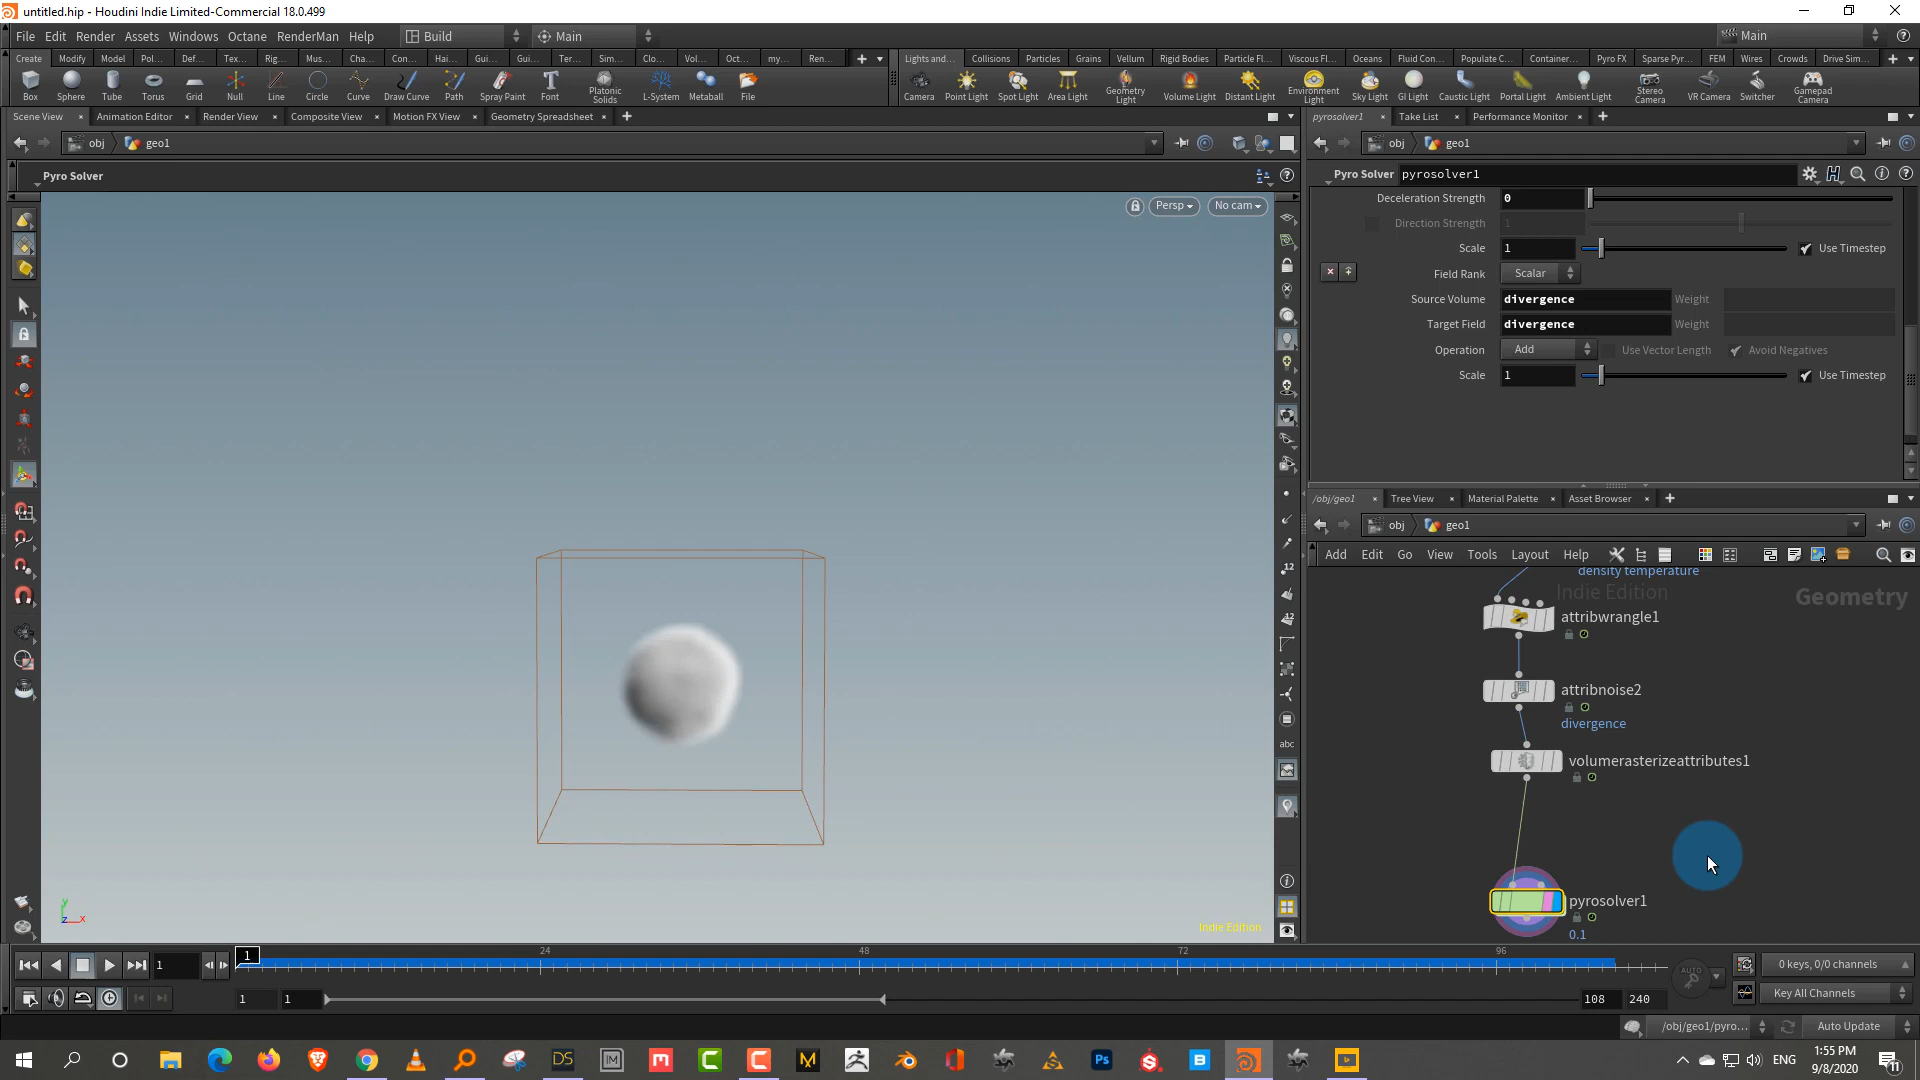 untitled.hip - Houdini Indie Limited-Commercial 18.0.499
File Edit Render Assets Windows Octane RenderMan Help Build Main Main
Create Modify Model Pol... Def... Tex... Rig... Mus... Cha... Con... Hai... Gui... Gui... Ter... Sim... Clo... Vol... Oct... my... Ren...
Lights and... Collisions Particles Grains Vellum Rigid Bodies Particle Fl... Viscous Fl... Oceans Fluid Con... Populate C... Container... Pyro FX Sparse Pyr... FEM Wires Crowds Drive Sim...
Box Sphere Tube Torus Grid Null Line Circle Curve Draw Curve Path Spray Paint Font Platonic Solids L-System Metaball File
Camera Point Light Spot Light Area Light Geometry Light Volume Light Distant Light Environment Light Sky Light GI Light Caustic Light Portal Light Ambient Light Stereo Camera VR Camera Switcher Gamepad Camera
Scene View Animation Editor Render View Composite View Motion FX View Geometry Spreadsheet
pyrosolver1 Take List Performance Monitor
obj geo1
obj geo1
Pyro Solver
Pyro Solver pyrosolver1
Persp No cam
Deceleration Strength 0
Direction Strength 1
Scale 1 Use Timestep
Field Rank Scalar
Source Volume divergence Weight
Target Field divergence Weight
Operation Add Use Vector Length Avoid Negatives
Scale 1 Use Timestep
/obj/geo1 Tree View Material Palette Asset Browser
obj geo1
Add Edit Go View Tools Layout Help
density temperature
Indie Edition
Geometry
attribwrangle1
attribnoise2
divergence
volumerasterizeattributes1
pyrosolver1
0.1
12
12
abc
y
z x
Indie Edition
1 1 24 48 72 96
AUTO
0 keys, 0/0 channels
1 1 108 240 Key All Channels
/obj/geo1/pyro... Auto Update
DS IM Ps B
ENG 1:55 PM
9/8/2020
11